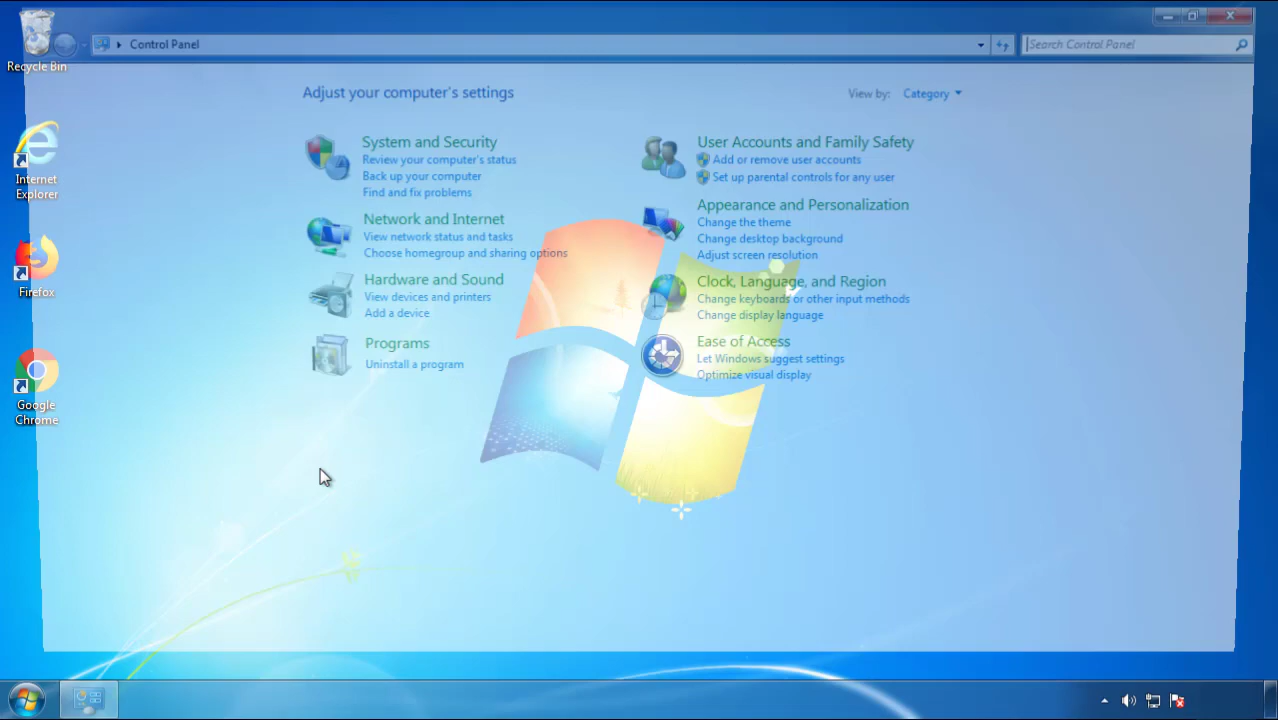 Recycle Bin
Internet
Explorer
Firefox
Google
Chrome
Control Panel
Search Control Panel
Adjust your computer's settings
View by: Category
System and Security
Review your computer's status
Back up your computer
Find and fix problems
Network and Internet
View network status and tasks
Choose homegroup and sharing options
Hardware and Sound
View devices and printers
Add a device
Programs
Uninstall a program
User Accounts and Family Safety
Add or remove user accounts
Set up parental controls for any user
Appearance and Personalization
Change the theme
Change desktop background
Adjust screen resolution
Clock, Language, and Region
Change keyboards or other input methods
Change display language
Ease of Access
Let Windows suggest settings
Optimize visual display